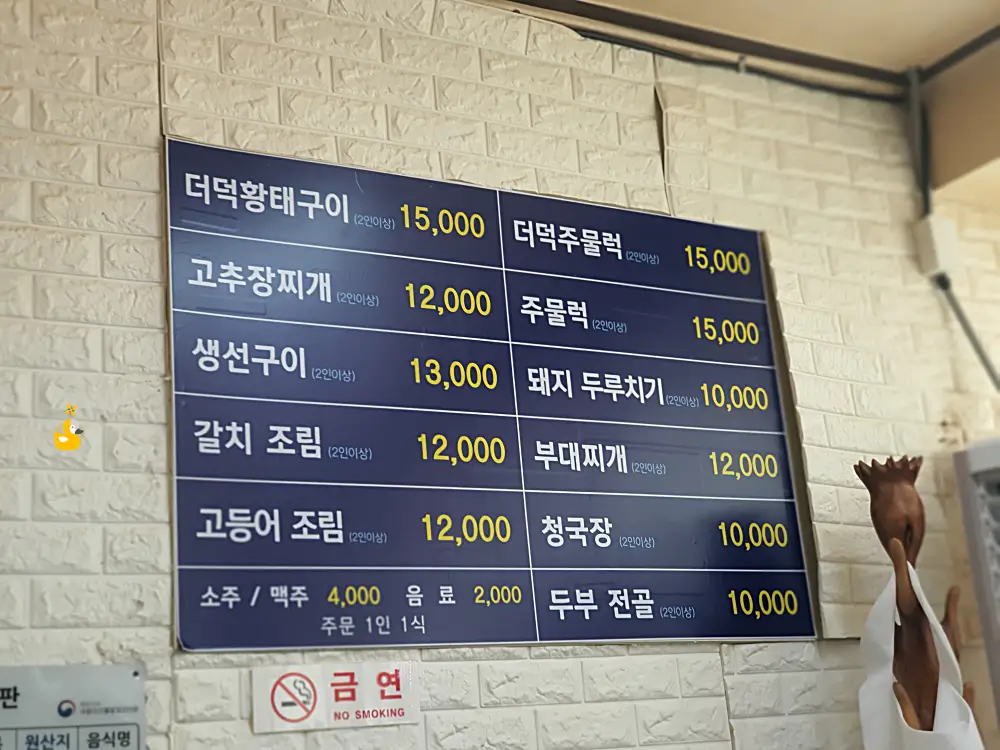 더덕황태구이 (2인이상) 15,000
고추장찌개 (2인이상) 12,000
생선구이 (2인이상) 13,000
갈치 조림 (2인이상) 12,000
고등어 조림 (2인이상) 12,000
소주 / 맥주 4,000 음 료 2,000
주문 1인 1식
더덕주물럭 (2인이상) 15,000
주물럭 (2인이상) 15,000
돼지 두루치기 (2인이상) 10,000
부대찌개 (2인이상) 12,000
청국장 (2인이상) 10,000
두부 전골 (2인이상) 10,000
금 연
NO SMOKING
판
원산지 음식명